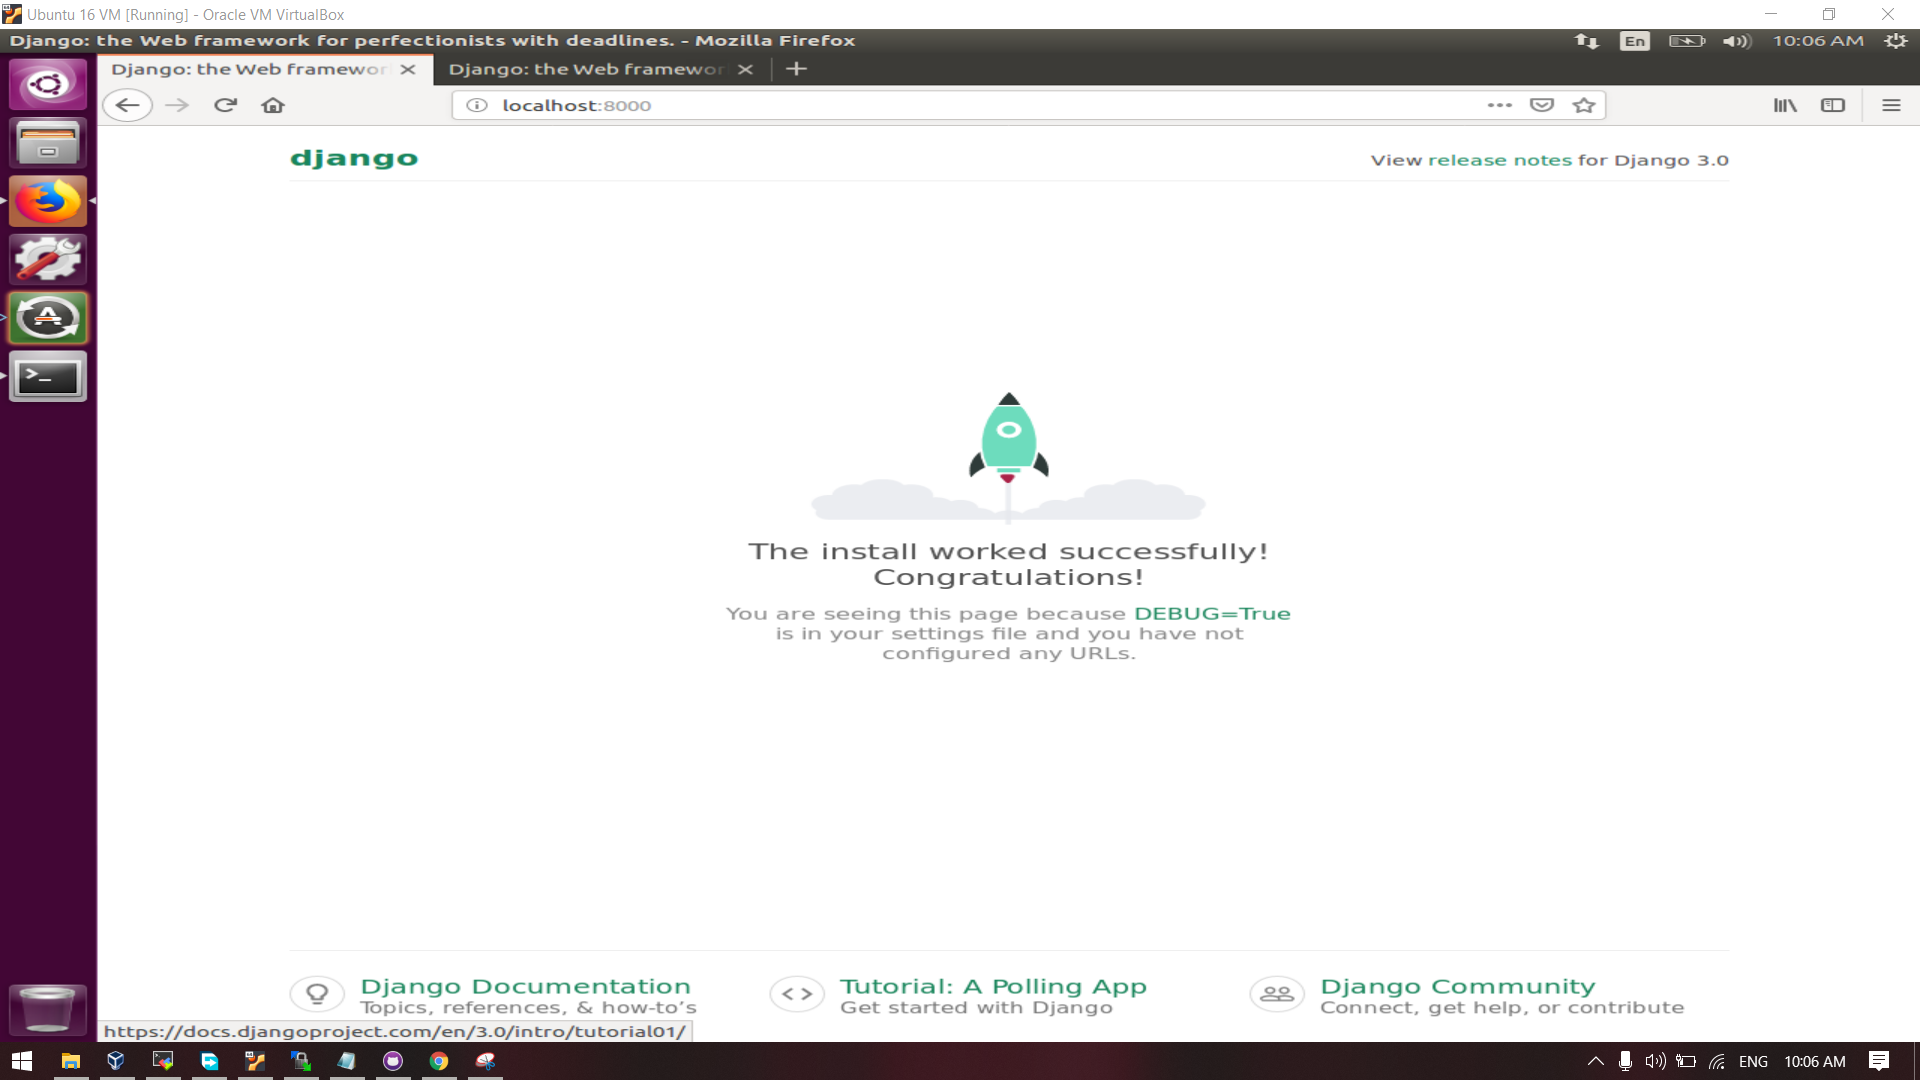 Ubuntu 16 VM [Running] - Oracle VM VirtualBox
Django: the Web framework for perfectionists with deadlines. - Mozilla Firefox
En
10:06 AM
Django: the Web framewor
Django: the Web framewor
localhost:8000
django
View release notes for Django 3.0
The install worked successfully!
Congratulations!
You are seeing this page because DEBUG=True
is in your settings file and you have not
configured any URLs.
Django Documentation
Topics, references, & how-to's
Tutorial: A Polling App
Get started with Django
Django Community
Connect, get help, or contribute
https://docs.djangoproject.com/en/3.0/intro/tutorial01/
ENG
10:06 AM